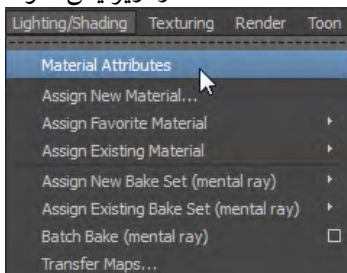 Lighting/Shading Texturing Render Toon
Material Attributes
Assign New Material...
Assign Favorite Material
Assign Existing Material
Assign New Bake Set (mental ray)
Assign Existing Bake Set (mental ray)
Batch Bake (mental ray)
Transfer Maps...